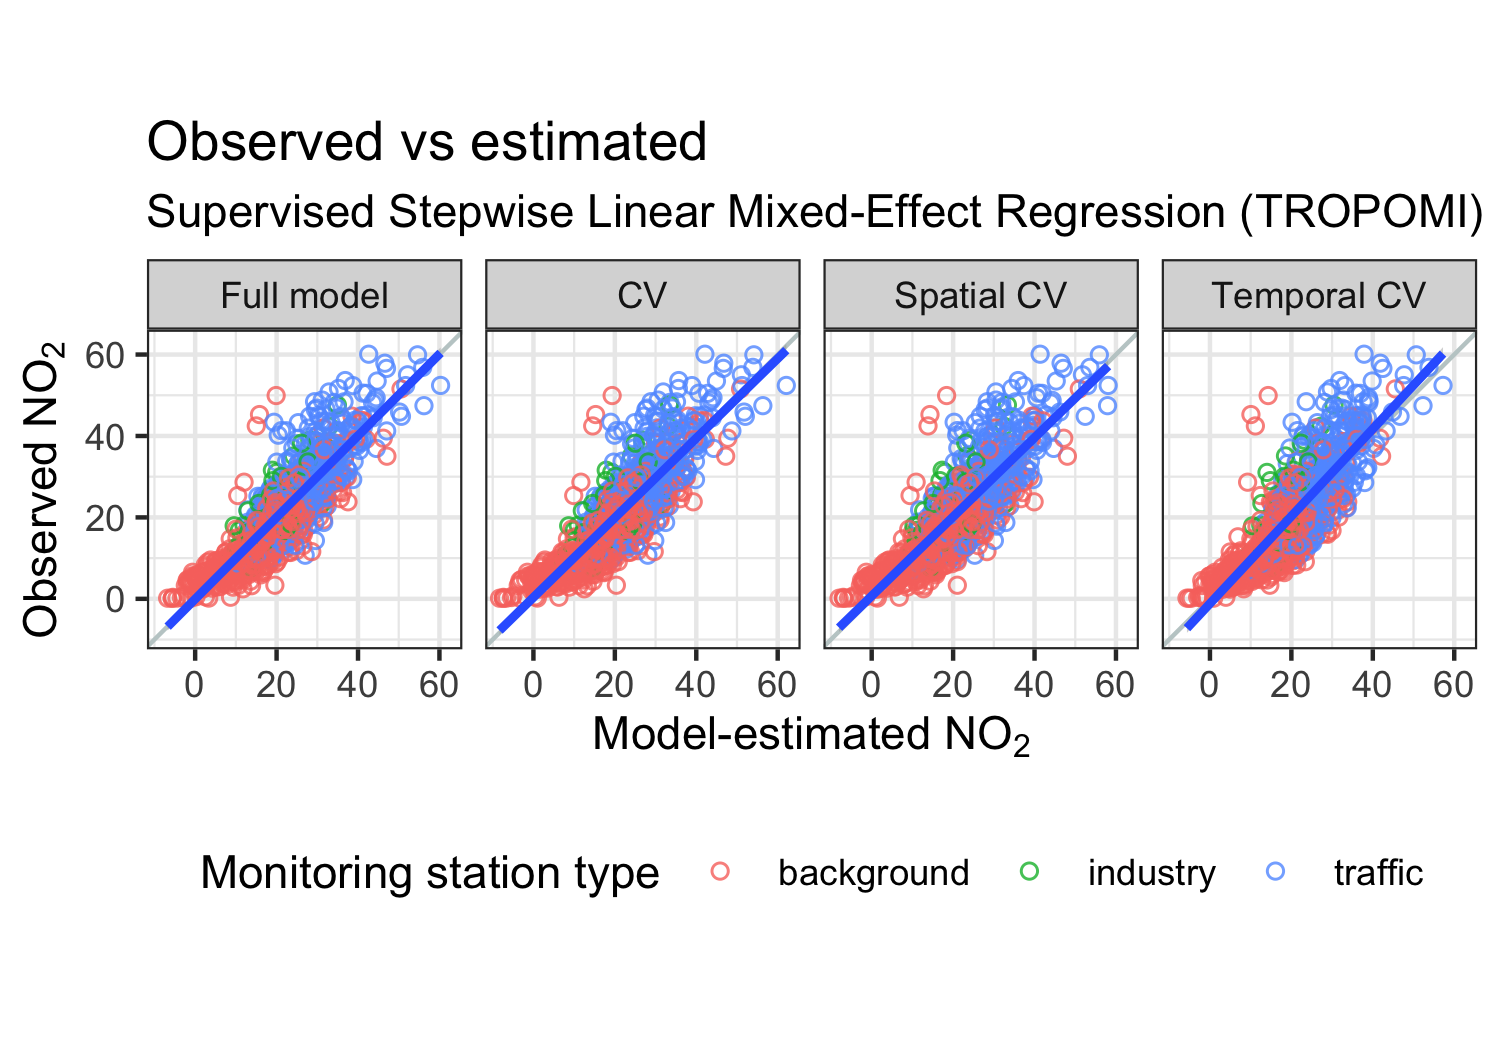 Observed vs estimated
Supervised Stepwise Linear Mixed-Effect Regression (TROPOMI)
Full model CV Spatial CV Temporal CV
Observed NO₂
60
40
20
0
0 20 40 60 0 20 40 60 0 20 40 60 0 20 40 60
Model-estimated NO₂
Monitoring station type background industry traffic